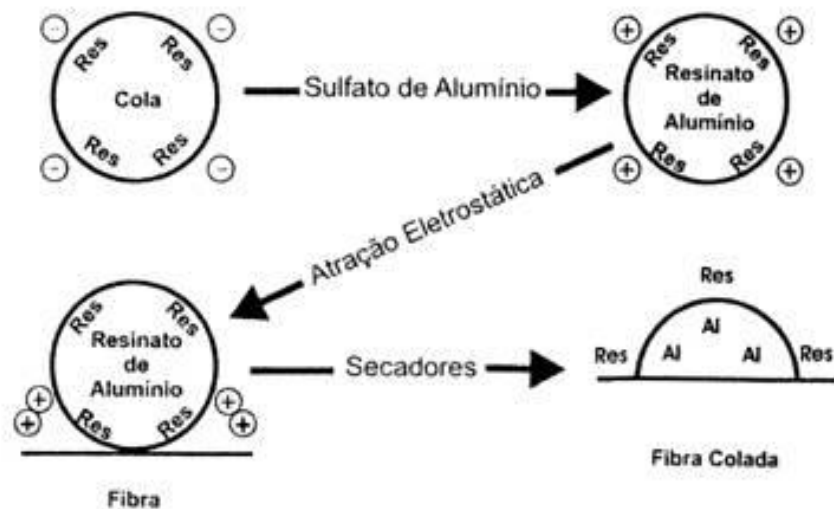 Res Res
Cola
Res Res
Sulfato de Alumínio
Res Res
Resinato
de
Alumínio
Res Res
Atração Eletrostática
Res Res
Resinato
de
Alumínio
Res Res
Fibra
Secadores
Res
Al
Res Al Al Res
Fibra Colada